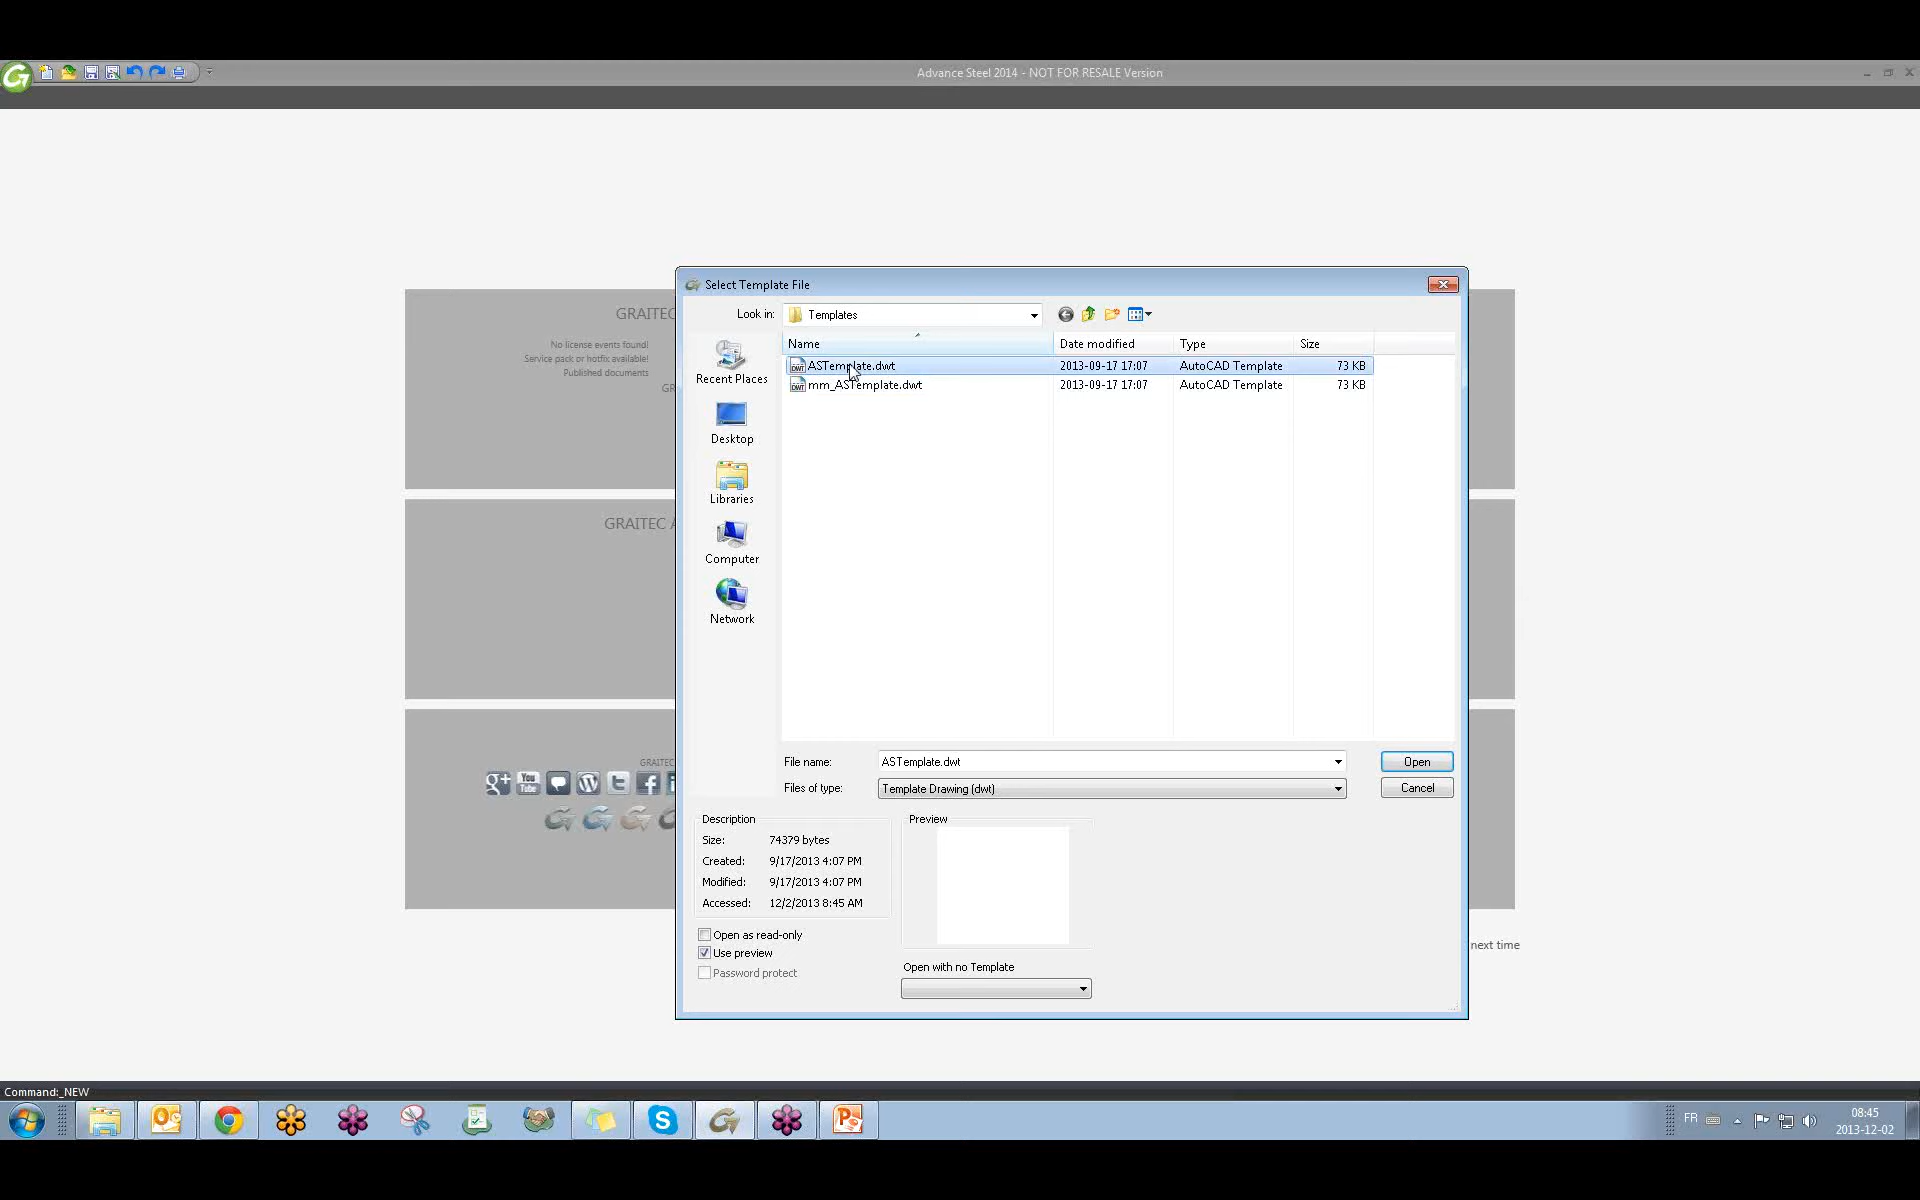 Advance Steel 2014 - NOT FOR RESALE Version
GRAITEC
No license events found!
Service pack or hotfix available!
Published documents
GR
GRAITEC A
GRAITEC
You Tube
next time
Select Template File
Look in:
Templates
Name
Date modified
Type
Size
ASTemplate.dwt
2013-09-17 17:07
AutoCAD Template
73 KB
mm_ASTemplate.dwt
2013-09-17 17:07
AutoCAD Template
73 KB
Recent Places
Desktop
Libraries
Computer
Network
File name:
ASTemplate.dwt
Open
Files of type:
Template Drawing (dwt)
Cancel
Description
Size:
74379 bytes
Created:
9/17/2013 4:07 PM
Modified:
9/17/2013 4:07 PM
Accessed:
12/2/2013 8:45 AM
Preview
Open as read-only
Use preview
Password protect
Open with no Template
Command:_NEW
FR
08:45
2013-12-02